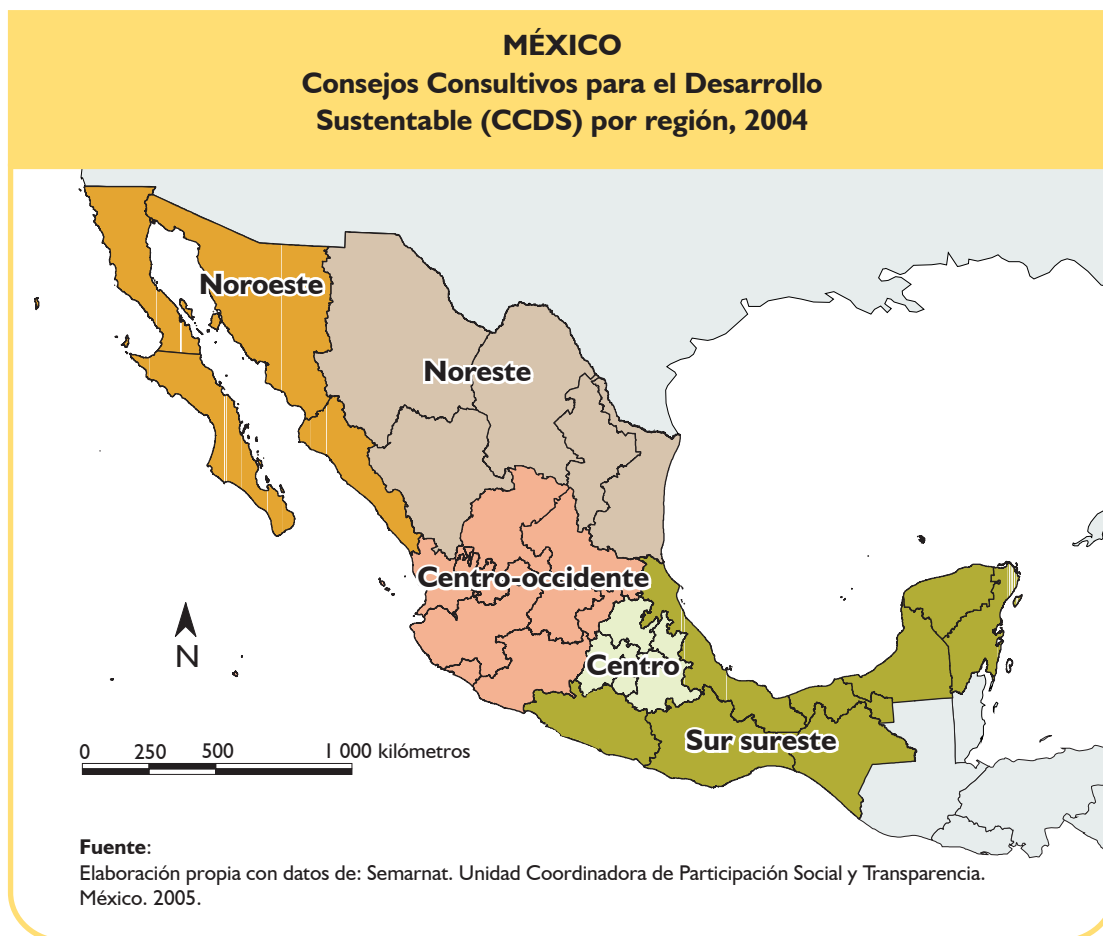 MÉXICO
Consejos Consultivos para el Desarrollo
Sustentable (CCDS) por región, 2004
Noroeste
Noreste
Centro-occidente
N
Centro
Sur sureste
0 250 500 1 000 kilómetros
Fuente:
Elaboración propia con datos de: Semarnat. Unidad Coordinadora de Participación Social y Transparencia.
México. 2005.